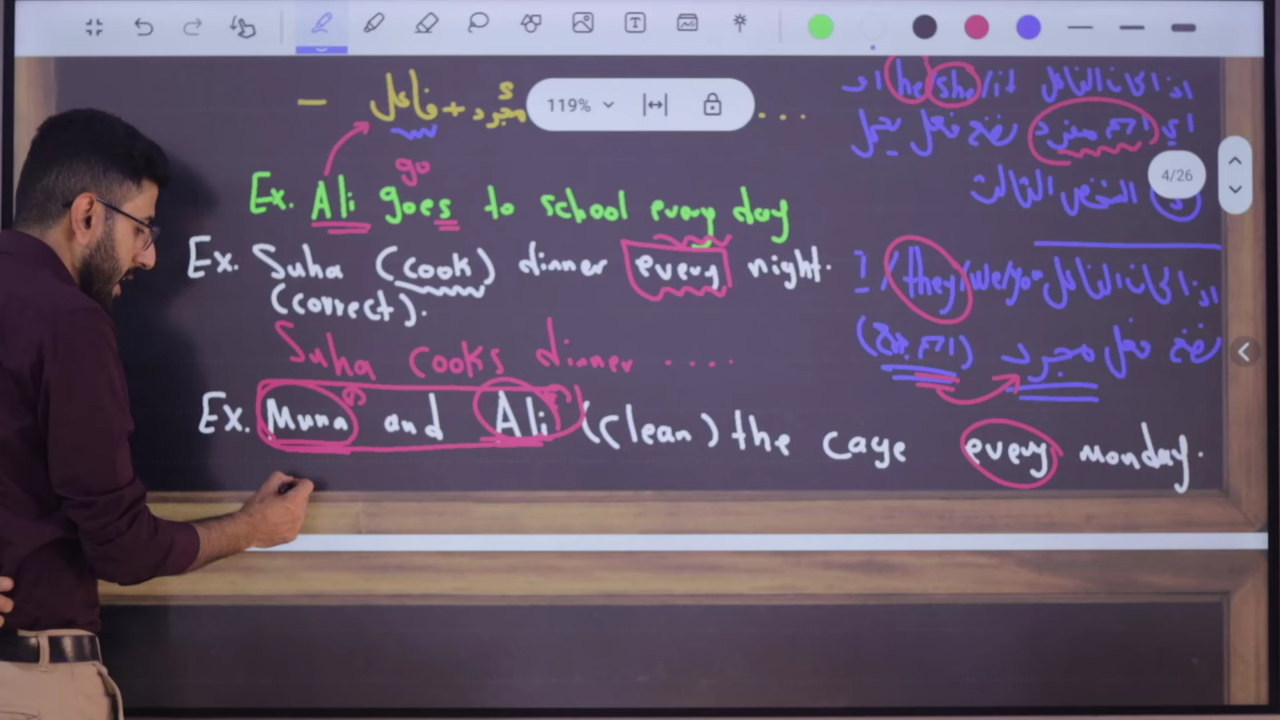 119%
4/26
s
– فاعل + مجرد ....
go
Ex. Ali goes to school every day
Ex. Suha (cook) dinner every night.
(correct).
Suha cooks dinner ....
Ex. Muna and Ali (clean) the cage every monday.
اذا كان الفاعل he/she/it او
اي اسم مفرد نضع فعل يحمل
s الشخص الثالث
اذا كان الفاعل I/they/we/you
نضع فعل مجرد (اسم جمع)